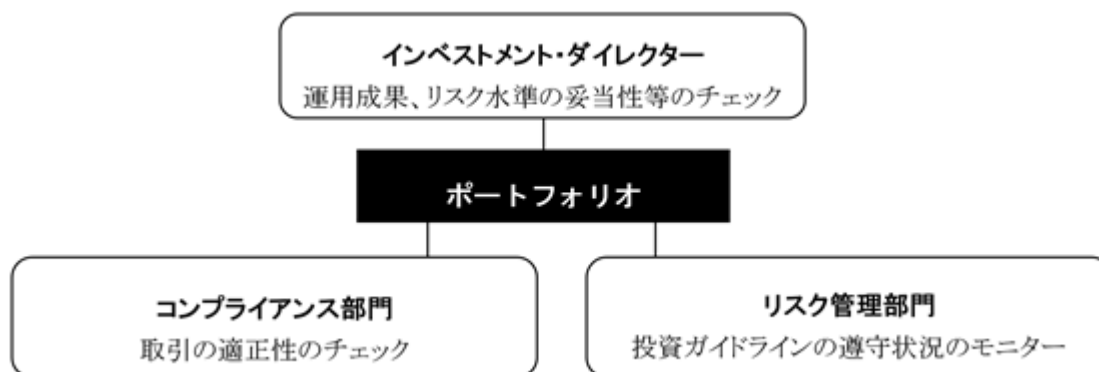 インベストメント・ダイレクター
運用成果、リスク水準の妥当性等のチェック
ポートフォリオ
コンプライアンス部門
取引の適正性のチェック
リスク管理部門
投資ガイドラインの遵守状況のモニター